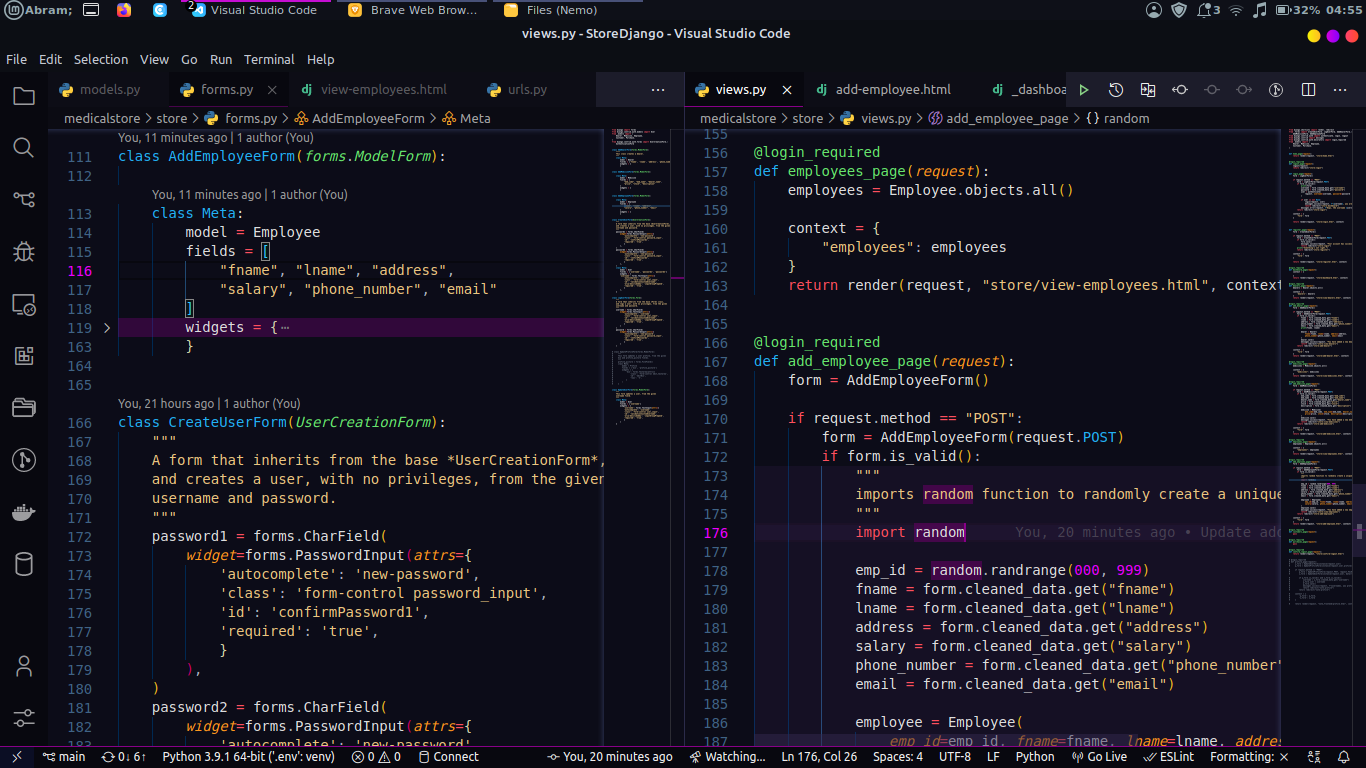 Abram;
2
Visual Studio Code
Brave Web Brow...
Files (Nemo)
3
32%
04:55
views.py - StoreDjango - Visual Studio Code
File Edit Selection View Go Run Terminal Help
models.py
forms.py
dj view-employees.html
urls.py
...
views.py
dj add-employee.html
dj _dashboa
...
medicalstore > store > forms.py > AddEmployeeForm > Meta
You, 11 minutes ago | 1 author (You)
111 class AddEmployeeForm(forms.ModelForm):
112
You, 11 minutes ago | 1 author (You)
113 class Meta:
114 model = Employee
115 fields = [
116 "fname", "lname", "address",
117 "salary", "phone_number", "email"
118 ]
119 widgets = {⋯
163 }
164
165
You, 21 hours ago | 1 author (You)
166 class CreateUserForm(UserCreationForm):
167 """
168 A form that inherits from the base *UserCreationForm*,
169 and creates a user, with no privileges, from the given
170 username and password.
171 """
172 password1 = forms.CharField(
173 widget=forms.PasswordInput(attrs={
174 'autocomplete': 'new-password',
175 'class': 'form-control password_input',
176 'id': 'confirmPassword1',
177 'required': 'true',
178 }
179 ),
180 )
181 password2 = forms.CharField(
182 widget=forms.PasswordInput(attrs={
183 'autocomplete': 'new-password'
medicalstore > store > views.py > add_employee_page > {} random
155
156 @login_required
157 def employees_page(request):
158 employees = Employee.objects.all()
159
160 context = {
161 "employees": employees
162 }
163 return render(request, "store/view-employees.html", context
164
165
166 @login_required
167 def add_employee_page(request):
168 form = AddEmployeeForm()
169
170 if request.method == "POST":
171 form = AddEmployeeForm(request.POST)
172 if form.is_valid():
173 """
174 imports random function to randomly create a unique
175 """
176 import random You, 20 minutes ago • Update add
177
178 emp_id = random.randrange(000, 999)
179 fname = form.cleaned_data.get("fname")
180 lname = form.cleaned_data.get("lname")
181 address = form.cleaned_data.get("address")
182 salary = form.cleaned_data.get("salary")
183 phone_number = form.cleaned_data.get("phone_number"
184 email = form.cleaned_data.get("email")
185
186 employee = Employee(
187 emp_id=emp_id, fname=fname, lname=lname, addres
main
0↓ 6↑
Python 3.9.1 64-bit ('.env': venv)
0
0
Connect
You, 20 minutes ago
Watching...
Ln 176, Col 26
Spaces: 4
UTF-8
LF
Python
Go Live
ESLint
Formatting: ×